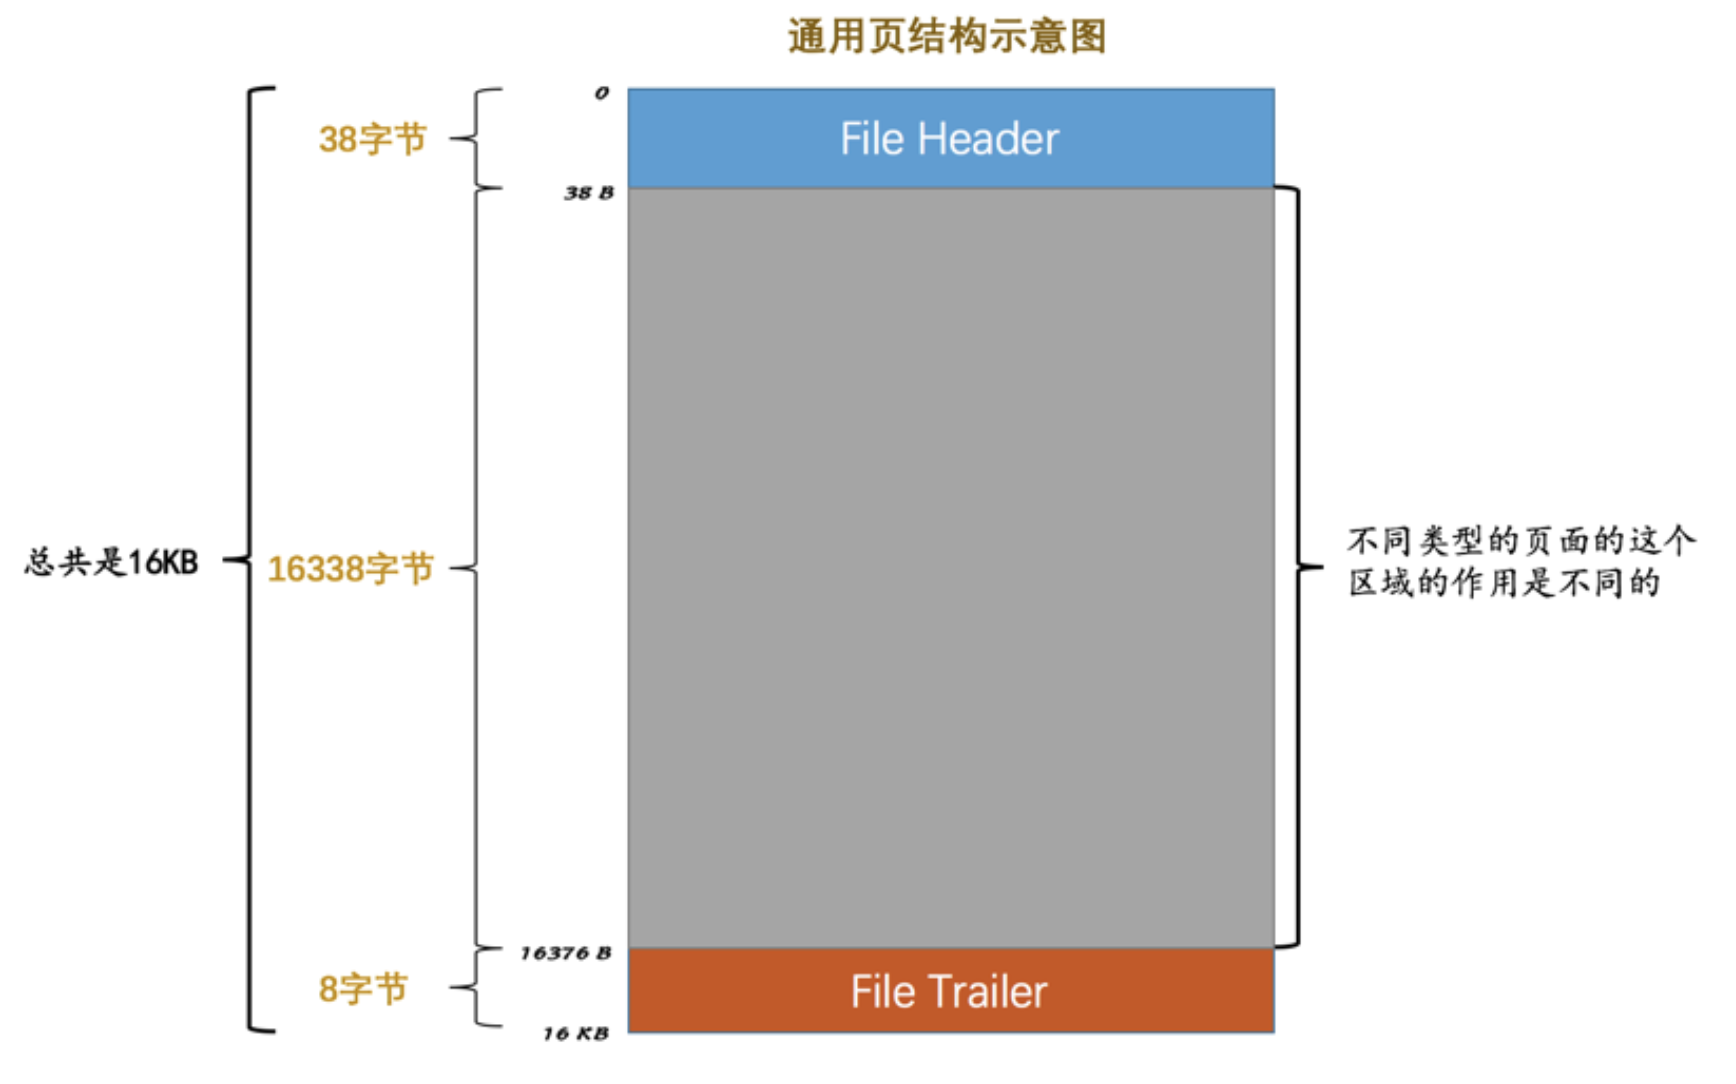 通用页结构示意图
0
File Header
38字节
38 B
不同类型的页面的这个
区域的作用是不同的
总共是16KB
16338字节
16376 B
File Trailer
8字节
16 KB